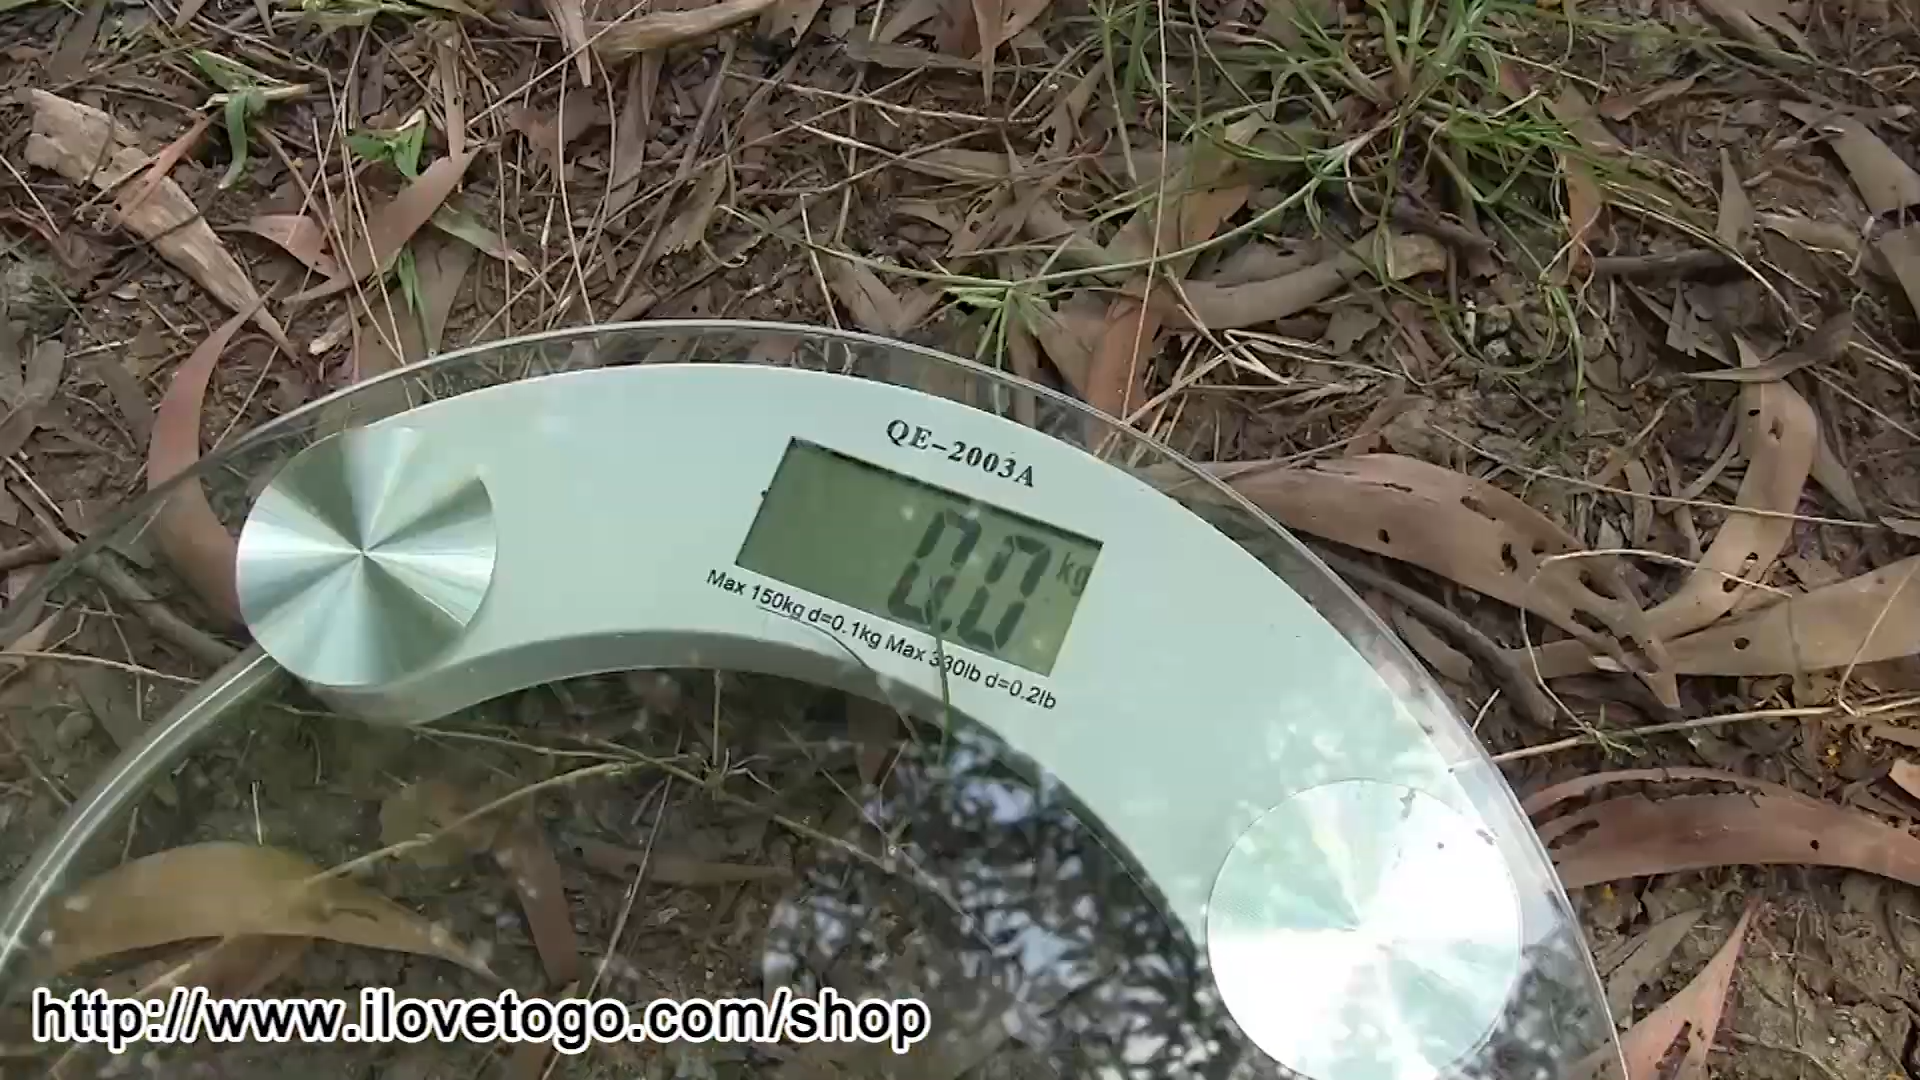 QE-2003A
0.0 kg
Max 150kg d=0.1kg Max 330lb d=0.2lb
http://www.ilovetogo.com/shop